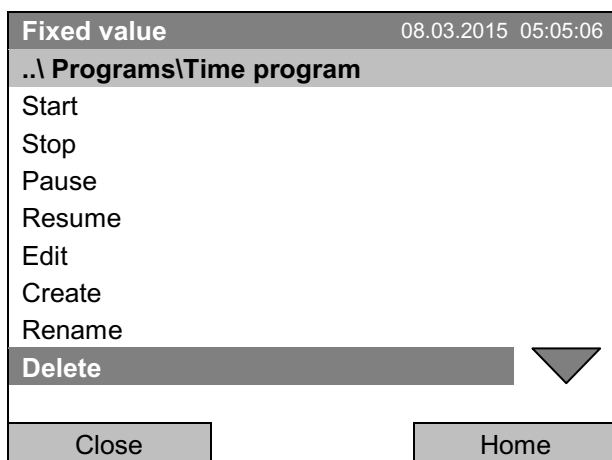 Fixed value 08.03.2015 05:05:06
..\ Programs\Time program
Start
Stop
Pause
Resume
Edit
Create
Rename
Delete
Close Home